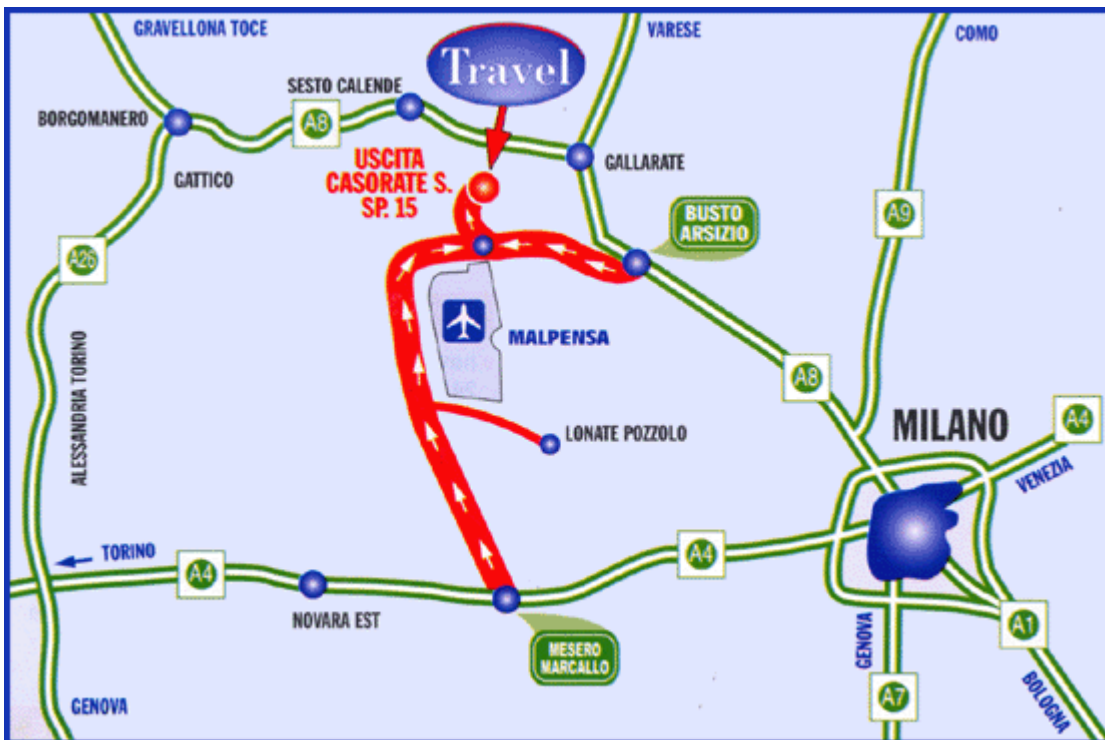 GRAVELLONA TOCE
VARESE
COMO
Travel
SESTO CALENDE
BORGOMANERO
A8
GATTICO
GALLARATE
USCITA
CASORATE S.
SP. 15
BUSTO
ARSIZIO
A9
A26
MALPENSA
ALESSANDRIA TORINO
A8
LONATE POZZOLO
MILANO
A4
VENEZIA
TORINO
A4
A4
NOVARA EST
MESERO
MARCALLO
GENOVA
A1
GENOVA
A7
BOLOGNA